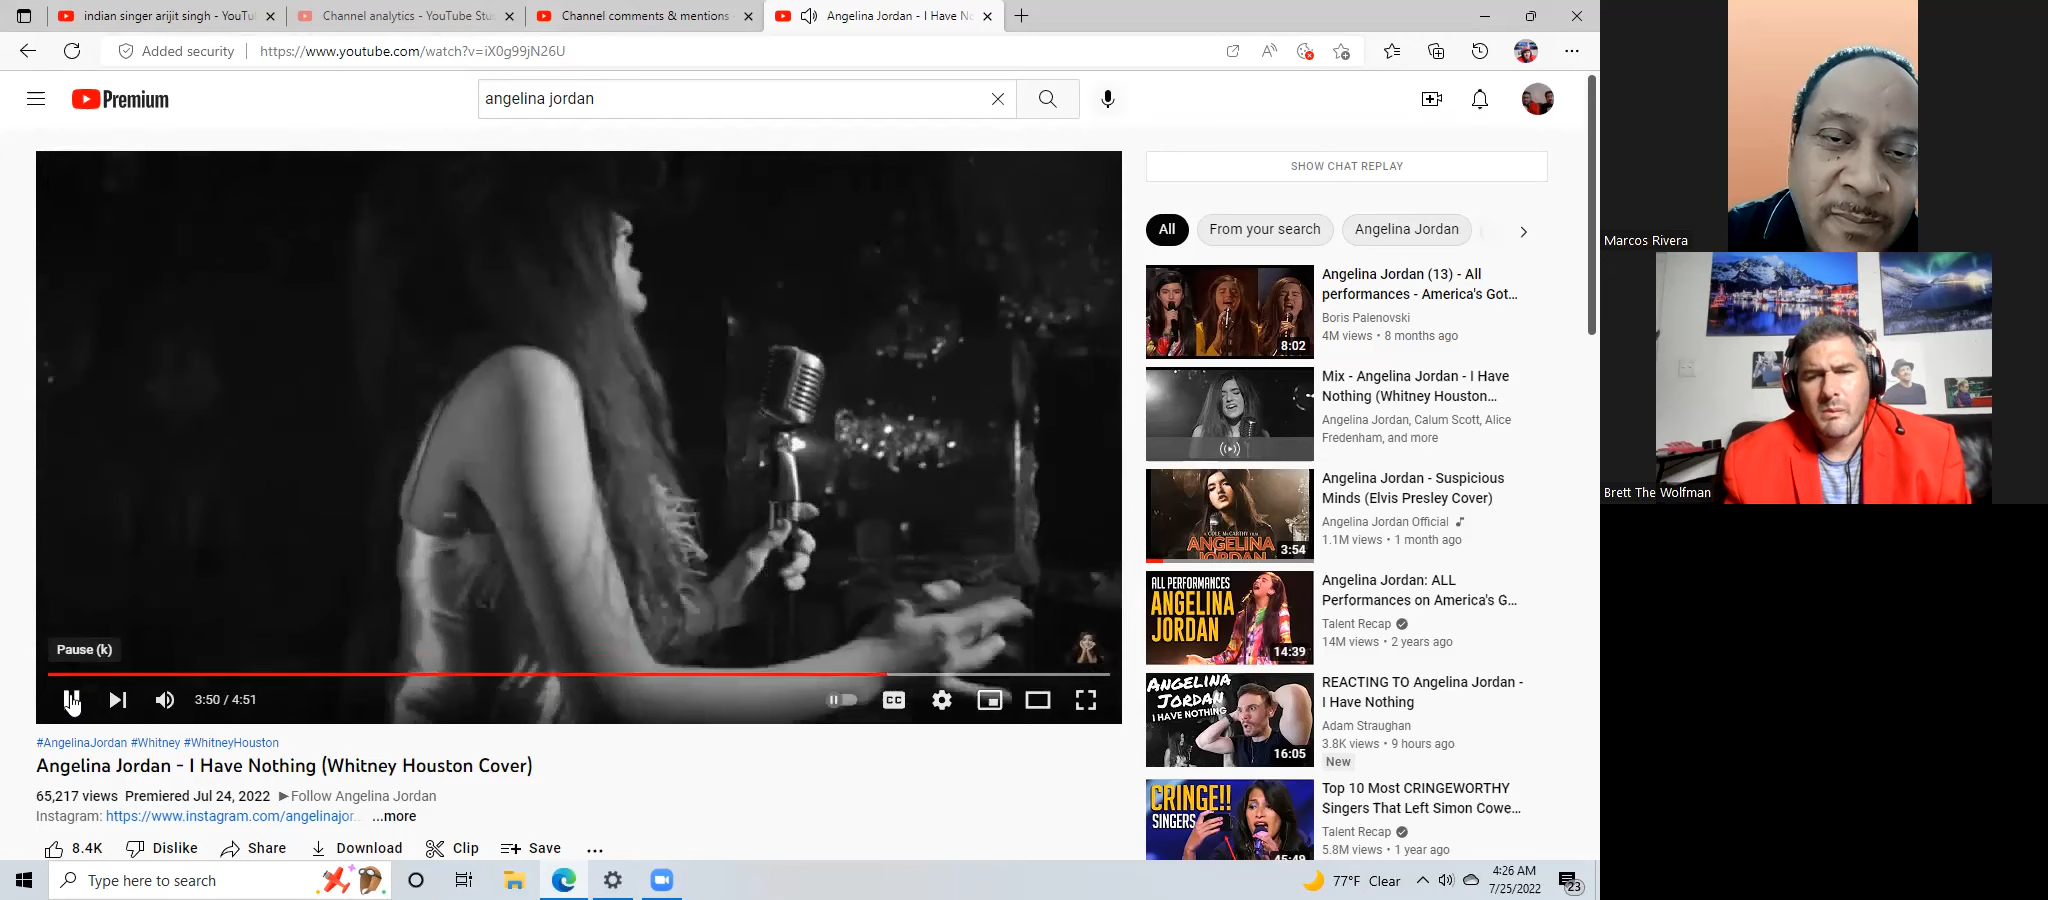 indian singer arijit singh - YouTu
Channel analytics - YouTube Stu
Channel comments & mentions
Angelina Jordan - I Have No
Added security
https://www.youtube.com/watch?v=iX0g99jN26U
Premium
angelina jordan
SHOW CHAT REPLAY
All
From your search
Angelina Jordan
Angelina Jordan (13) - All
performances - America's Got...
Boris Palenovski
4M views • 8 months ago
8:02
Mix - Angelina Jordan - I Have
Nothing (Whitney Houston...
Angelina Jordan, Calum Scott, Alice
Fredenham, and more
Angelina Jordan - Suspicious
Minds (Elvis Presley Cover)
Angelina Jordan Official
1.1M views • 1 month ago
ANGELINA
JORDAN
3:54
Angelina Jordan: ALL
Performances on America's G...
Talent Recap
14M views • 2 years ago
ALL PERFORMANCES
ANGELINA
JORDAN
14:39
REACTING TO Angelina Jordan -
I Have Nothing
Adam Straughan
3.8K views • 9 hours ago
New
ANGELINA
JORDAN
I HAVE NOTHING
16:05
Top 10 Most CRINGEWORTHY
Singers That Left Simon Cowe...
Talent Recap
5.8M views • 1 year ago
CRINGE!!
SINGERS
45:49
Pause (k)
3:50 / 4:51
CC
#AngelinaJordan #Whitney #WhitneyHouston
Angelina Jordan - I Have Nothing (Whitney Houston Cover)
65,217 views Premiered Jul 24, 2022 ►Follow Angelina Jordan
Instagram: https://www.instagram.com/angelinajor... ...more
8.4K
Dislike
Share
Download
Clip
Save
Type here to search
77°F Clear
4:26 AM
7/25/2022
23
Marcos Rivera
Brett The Wolfman